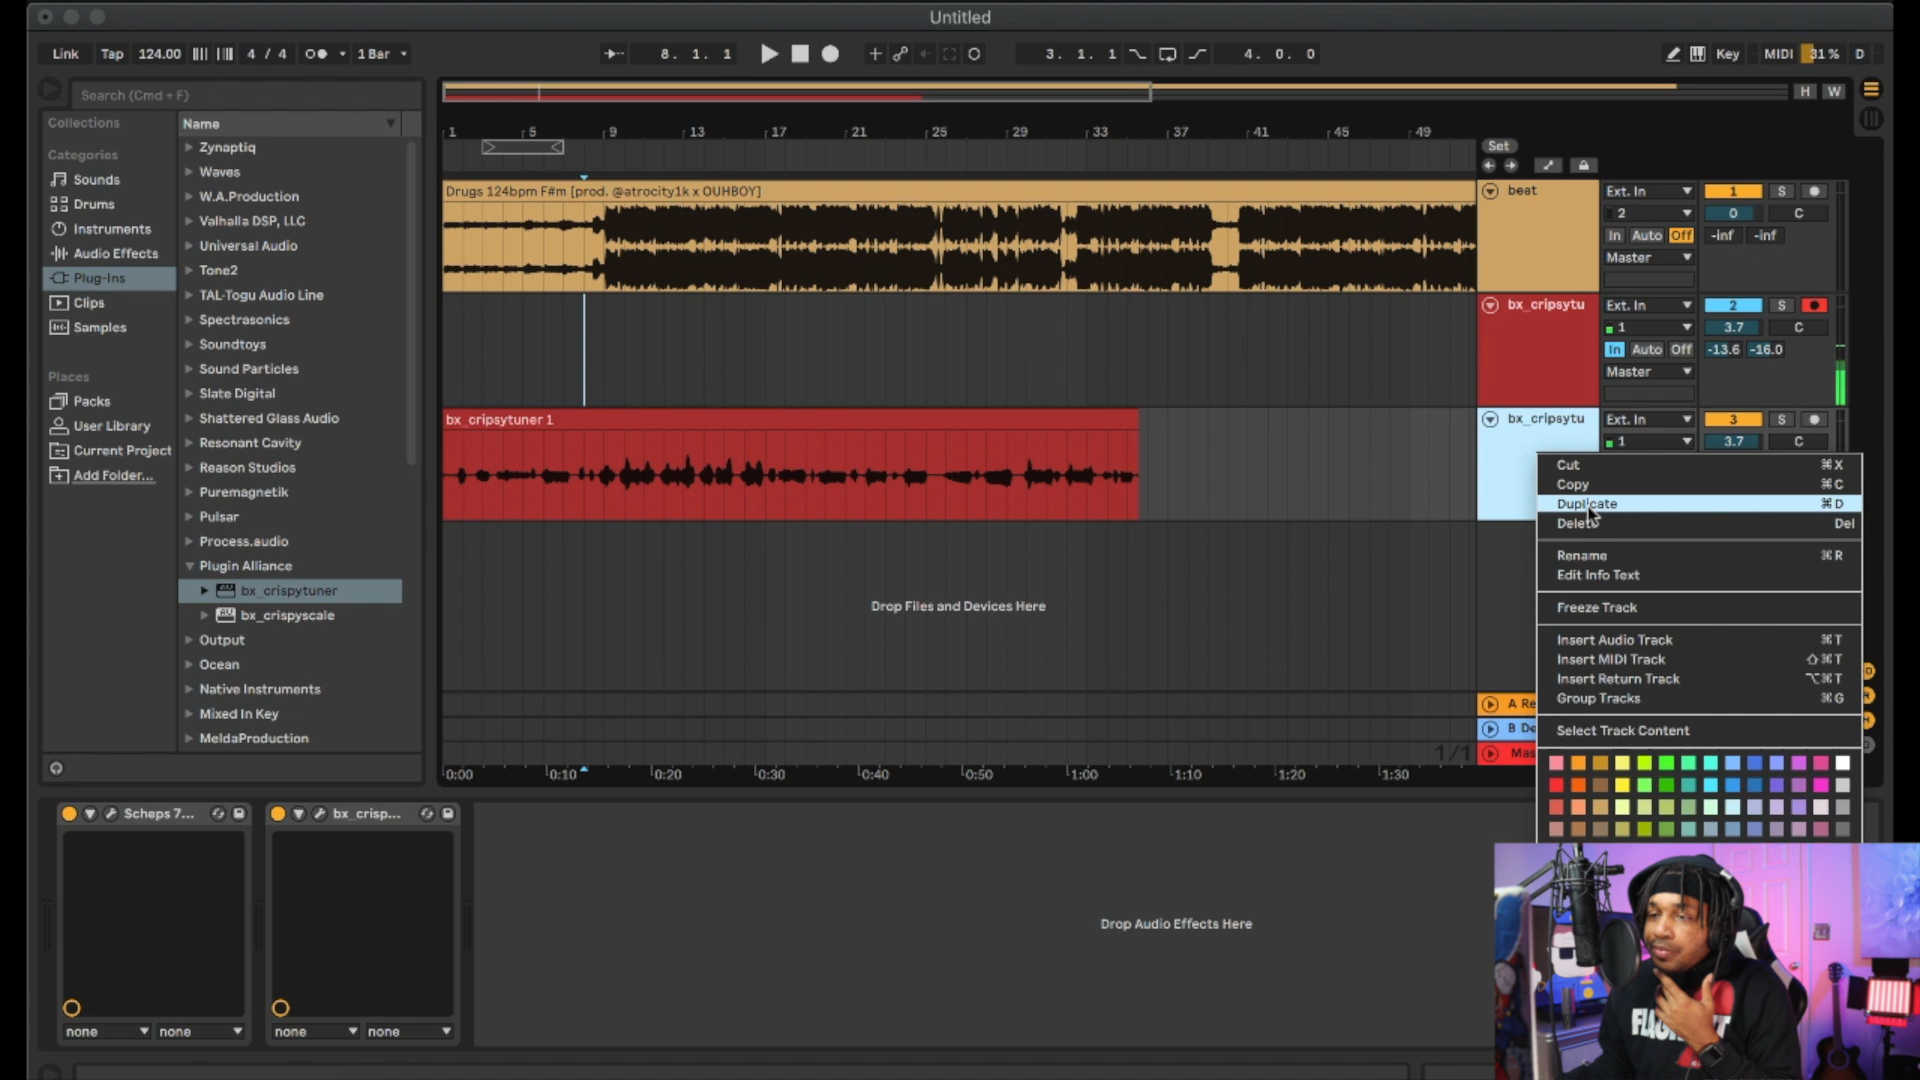 Untitled
Link Tap 124.00 4 / 4 1 Bar 8. 1. 1 3. 1. 1 4. 0. 0 Key MIDI 31 % D
Search (Cmd + F)
H W
Collections
Categories
Sounds
Drums
Instruments
Audio Effects
Plug-Ins
Clips
Samples
Places
Packs
User Library
Current Project
Add Folder...
Name
Zynaptiq
Waves
W.A.Production
Valhalla DSP, LLC
Universal Audio
Tone2
TAL-Togu Audio Line
Spectrasonics
Soundtoys
Sound Particles
Slate Digital
Shattered Glass Audio
Resonant Cavity
Reason Studios
Puremagnetik
Pulsar
Process.audio
Plugin Alliance
bx_crispytuner
bx_crispyscale
Output
Ocean
Native Instruments
Mixed In Key
MeldaProduction
1 5 9 13 17 21 25 29 33 37 41 45 49
Set
Drugs 124bpm F#m [prod. @atrocity1k x OUHBOY]
beat Ext. In 1 S
2 0 C
In Auto Off -inf -inf
Master
bx_cripsytu Ext. In 2 S
1 3.7 C
In Auto Off -13.6 -16.0
Master
bx_cripsytuner 1
bx_cripsytu Ext. In 3 S
1 3.7 C
Cut ⌘X
Copy ⌘C
Duplicate ⌘D
Delete Del
Rename ⌘R
Edit Info Text
Freeze Track
Insert Audio Track ⌘T
Insert MIDI Track ⇧⌘T
Insert Return Track ⌥⌘T
Group Tracks ⌘G
Select Track Content
Drop Files and Devices Here
A Re
B De
Mas
1/1
0:00 0:10 0:20 0:30 0:40 0:50 1:00 1:10 1:20 1:30
Scheps 7...
bx_crisp...
none none
none none
Drop Audio Effects Here